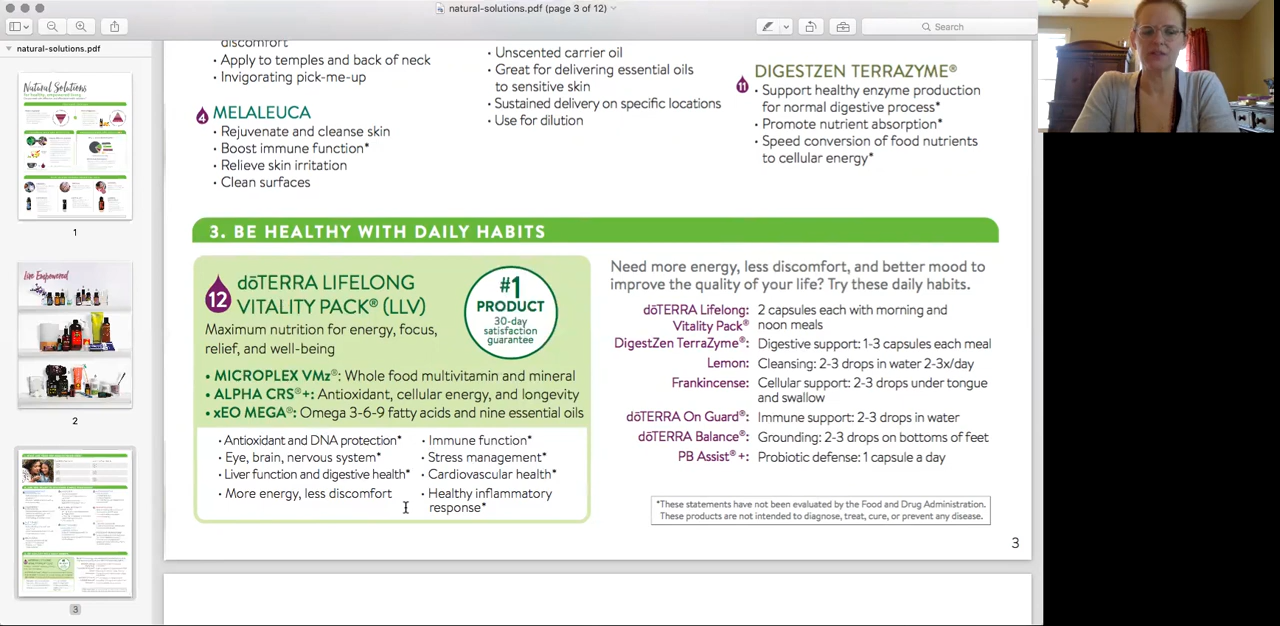 natural-solutions.pdf (page 3 of 12)
Search
natural-solutions.pdf
Natural Solutions
1
Live Empowered
2
3
discomfort
• Apply to temples and back of neck
• Invigorating pick-me-up
4 MELALEUCA
• Rejuvenate and cleanse skin
• Boost immune function*
• Relieve skin irritation
• Clean surfaces
• Unscented carrier oil
• Great for delivering essential oils
to sensitive skin
• Sustained delivery on specific locations
• Use for dilution
11 DIGESTZEN TERRAZYME®
• Support healthy enzyme production
for normal digestive process*
• Promote nutrient absorption*
• Speed conversion of food nutrients
to cellular energy*
3. BE HEALTHY WITH DAILY HABITS
12 dōTERRA LIFELONG
VITALITY PACK® (LLV)
Maximum nutrition for energy, focus,
relief, and well-being
#1
PRODUCT
30-day
satisfaction
guarantee
• MICROPLEX VMz®: Whole food multivitamin and mineral
• ALPHA CRS®+: Antioxidant, cellular energy, and longevity
• xEO MEGA®: Omega 3-6-9 fatty acids and nine essential oils
• Antioxidant and DNA protection*
• Eye, brain, nervous system*
• Liver function and digestive health*
• More energy, less discomfort
• Immune function*
• Stress management*
• Cardiovascular health*
• Healthy inflammatory
response*
Need more energy, less discomfort, and better mood to
improve the quality of your life? Try these daily habits.
dōTERRA Lifelong: 2 capsules each with morning and
Vitality Pack® noon meals
DigestZen TerraZyme®: Digestive support: 1-3 capsules each meal
Lemon: Cleansing: 2-3 drops in water 2-3x/day
Frankincense: Cellular support: 2-3 drops under tongue
and swallow
dōTERRA On Guard®: Immune support: 2-3 drops in water
dōTERRA Balance®: Grounding: 2-3 drops on bottoms of feet
PB Assist®+: Probiotic defense: 1 capsule a day
*These statements have not been evaluated by the Food and Drug Administration.
These products are not intended to diagnose, treat, cure, or prevent any disease.
3